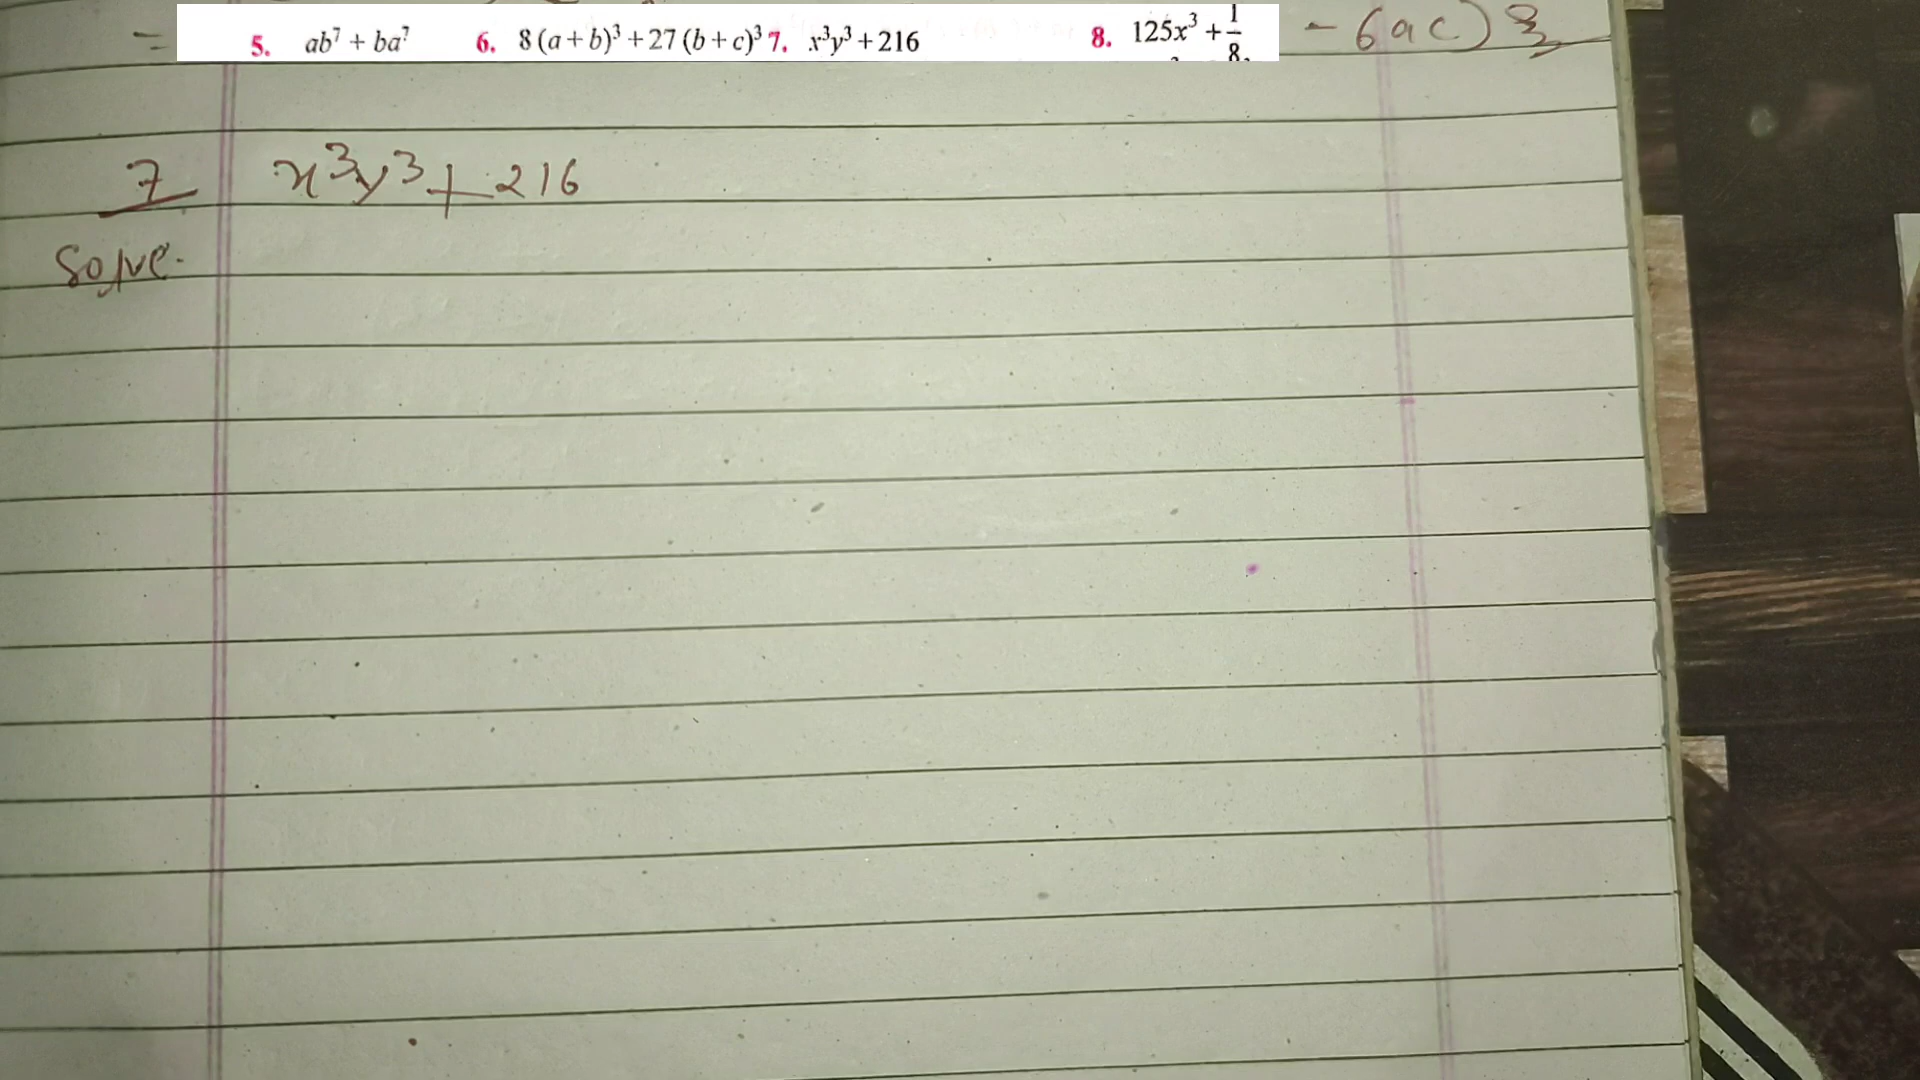 5. ab⁷ + ba⁷ 6. 8(a+b)³+27(b+c)³ 7. x³y³+216 8. 125x³+1/8
= - 6ac)}
7 x³y³+216
Solve.